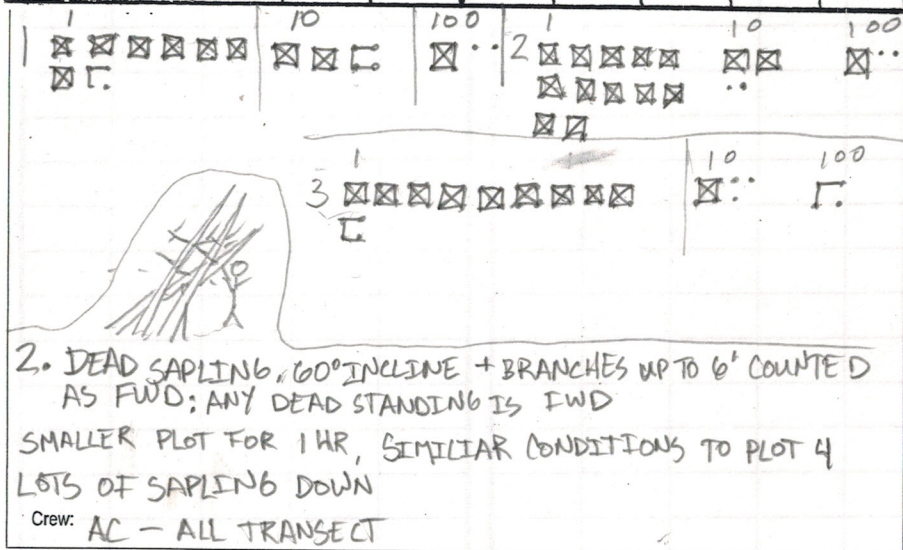 1 1 10 100 2 1 10 100
3 1 10 100
2. DEAD SAPLING, 60° INCLINE + BRANCHES UP TO 6' COUNTED
AS FWD; ANY DEAD STANDING IS FWD
SMALLER PLOT FOR 1 HR, SIMILIAR CONDITIONS TO PLOT 4
LOTS OF SAPLING DOWN
Crew: AC — ALL TRANSECT